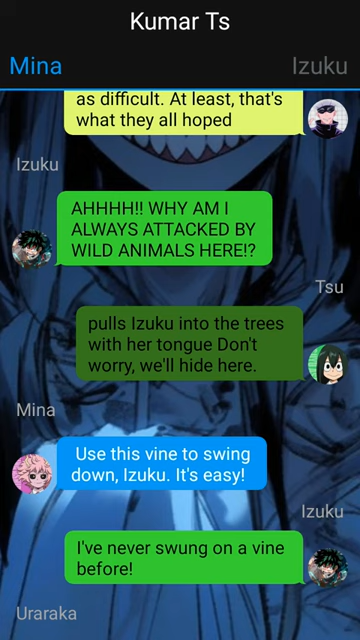 Kumar Ts
Mina
Izuku
as difficult. At least, that's
what they all hoped
Izuku
AHHHH!! WHY AM I
ALWAYS ATTACKED BY
WILD ANIMALS HERE!?
Tsu
pulls Izuku into the trees
with her tongue Don't
worry, we'll hide here.
Mina
Use this vine to swing
down, Izuku. It's easy!
Izuku
I've never swung on a vine
before!
Uraraka